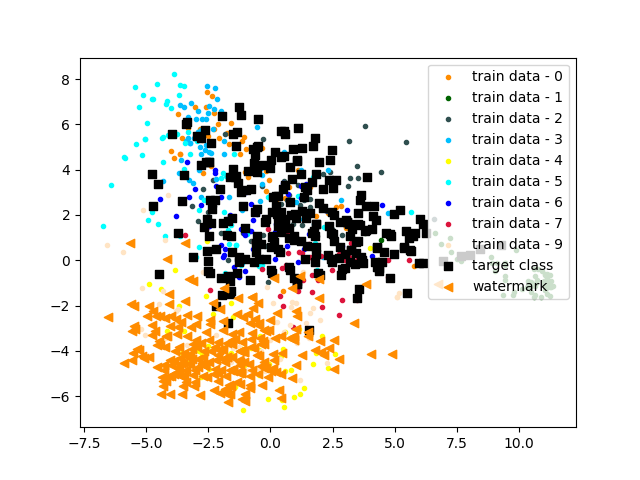 8
6
4
2
0
−2
−4
−6
−7.5
−5.0
−2.5
0.0
2.5
5.0
7.5
10.0
train data - 0
train data - 1
train data - 2
train data - 3
train data - 4
train data - 5
train data - 6
train data - 7
train data - 9
target class
watermark